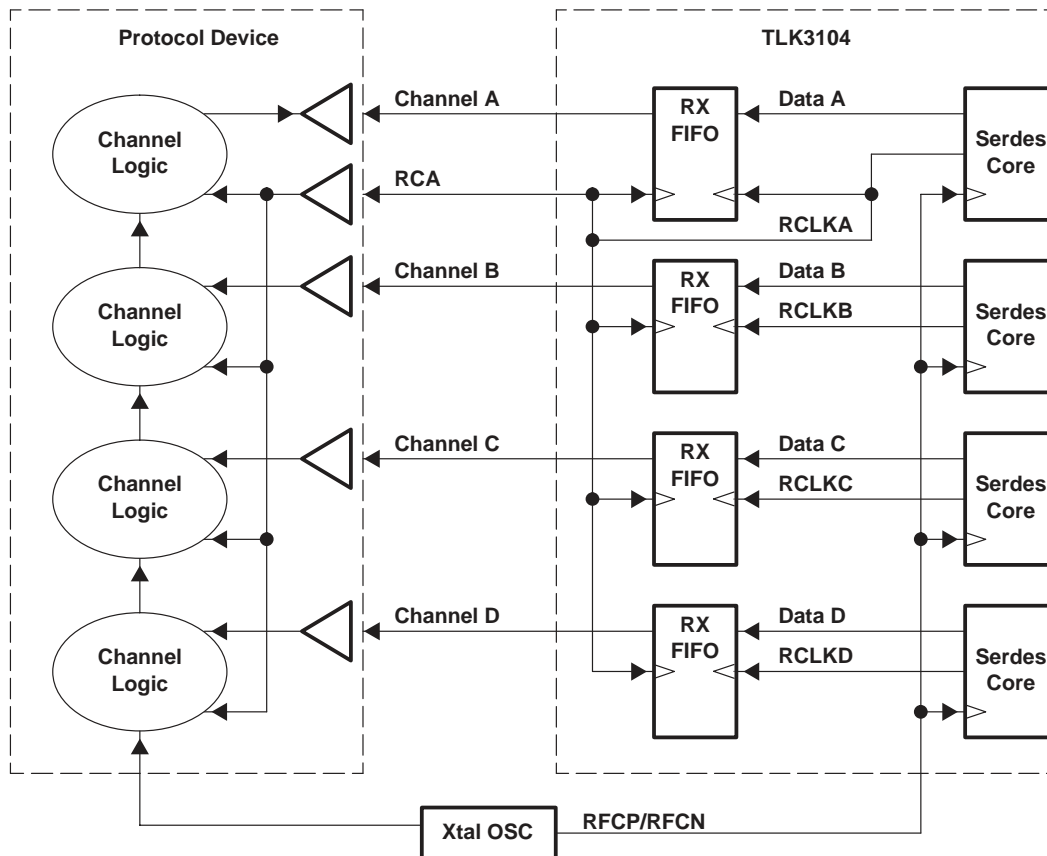 Protocol Device
TLK3104
Channel A
RX
FIFO
Data A
Channel
Logic
Serdes
Core
RCA
RCLKA
Channel B
RX
FIFO
Data B
Channel
Logic
RCLKB
Serdes
Core
Channel C
RX
FIFO
Data C
Channel
Logic
RCLKC
Serdes
Core
Channel D
RX
FIFO
Data D
Channel
Logic
RCLKD
Serdes
Core
Xtal OSC
RFCP/RFCN